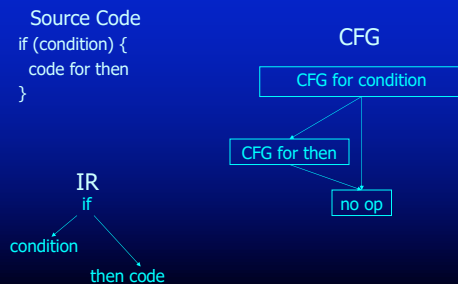 Source Code
if (condition) {
code for then
}
CFG
CFG for condition
CFG for then
no op
IR
if
condition
then code